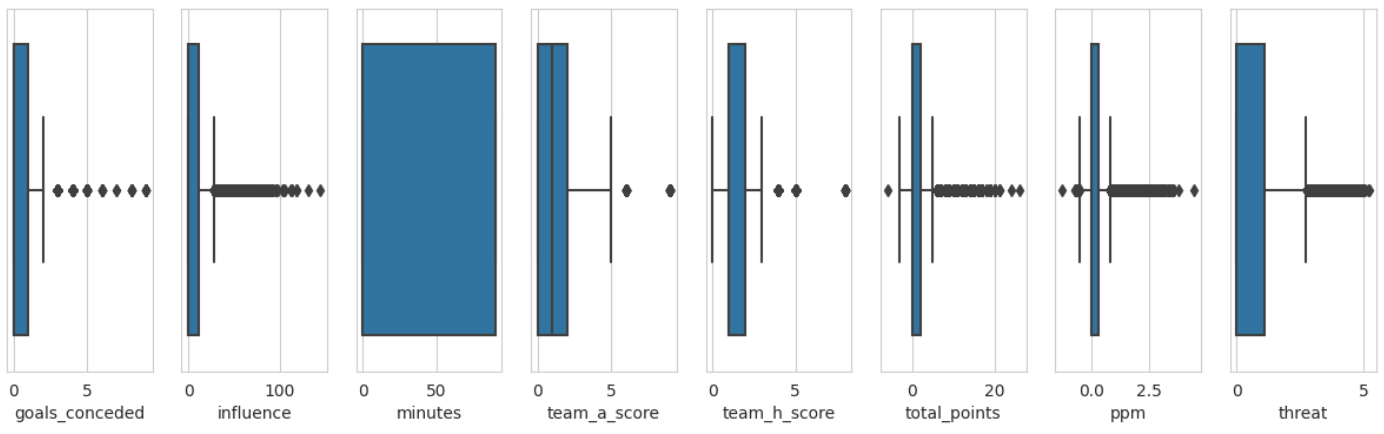 0 5 0 100 0 50 0 5 0 5 0 20 0.0 2.5 0 5
goals_conceded influence minutes team_a_score team_h_score total_points ppm threat